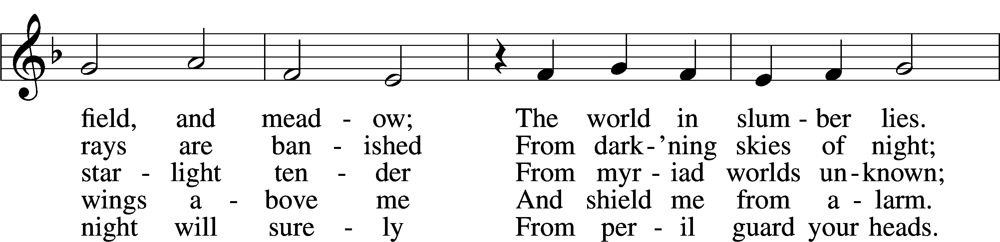 field, and mead - ow; The world in slum - ber lies.
rays are ban - ished From dark - ’ning skies of night;
star - light ten - der From myr - iad worlds un - known;
wings a - bove me And shield me from a - larm.
night will sure - ly From per - il guard your heads.